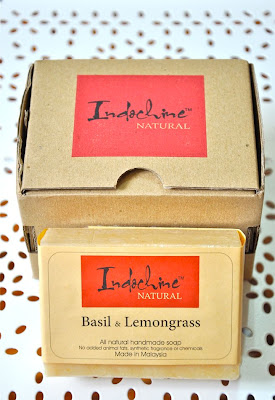 Indochine™
NATURAL
Indochine™
NATURAL
Basil & Lemongrass
All natural handmade soap
No added animal fats, synthetic fragrance or chemicals
Made in Malaysia